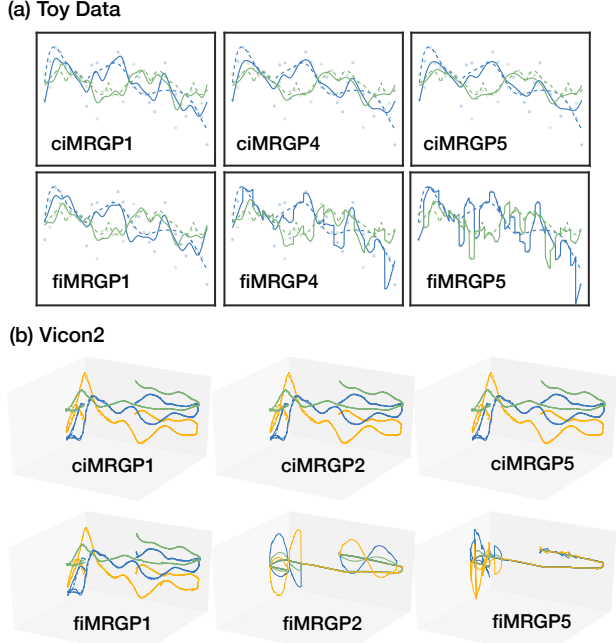 (a) Toy Data
ciMRGP1
ciMRGP4
ciMRGP5
fiMRGP1
fiMRGP4
fiMRGP5
(b) Vicon2
ciMRGP1
ciMRGP2
ciMRGP5
fiMRGP1
fiMRGP2
fiMRGP5